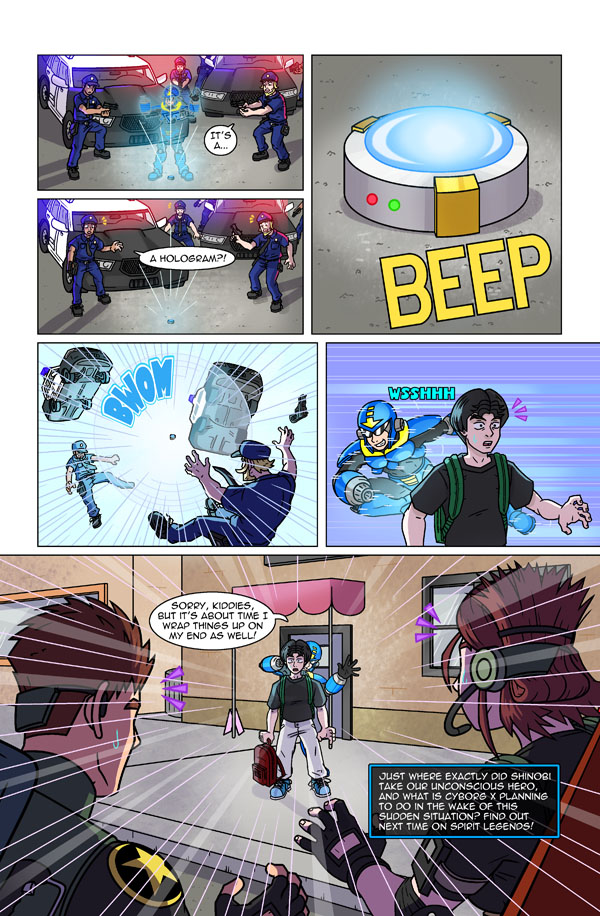 IT'S
A...
BEEP
A HOLOGRAM?!
BWOM
WSSHHH
SORRY, KIDDIES,
BUT IT'S ABOUT TIME I
WRAP THINGS UP ON
MY END AS WELL!
JUST WHERE EXACTLY DID SHINOBI
TAKE OUR UNCONSCIOUS HERO,
AND WHAT IS CYBORG X PLANNING
TO DO IN THE WAKE OF THIS
SUDDEN SITUATION? FIND OUT
NEXT TIME ON SPIRIT LEGENDS!